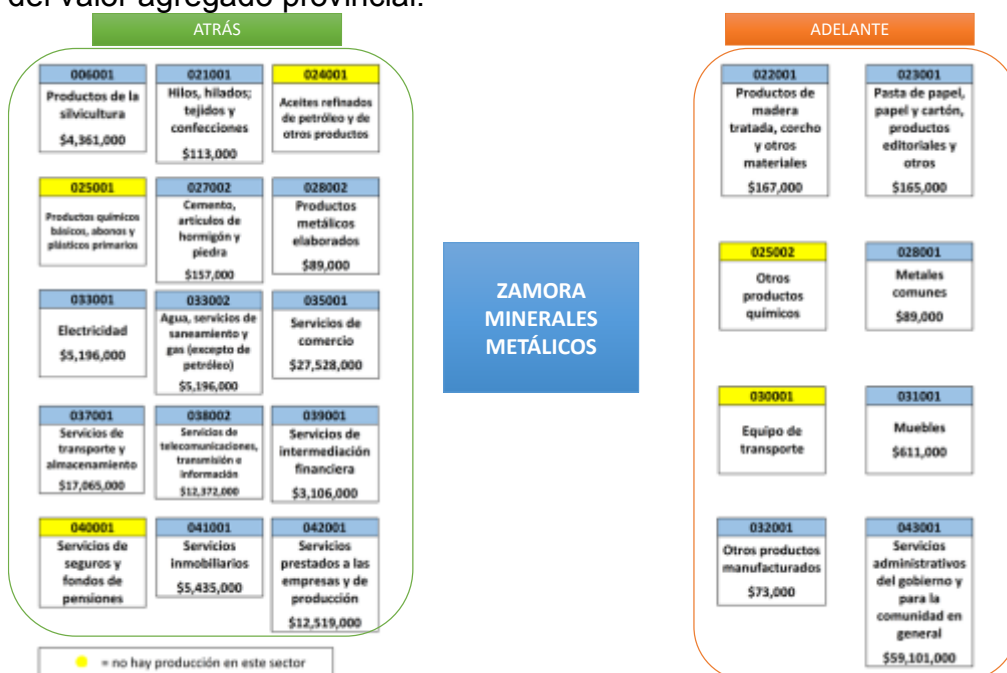 del valor agregado provincial.
ATRÁS
006001
Productos de la
silvicultura
$4,361,000
021001
Hilos, hilados;
tejidos y
confecciones
$113,000
024001
Aceites refinados
de petróleo y de
otros productos
025001
Productos químicos
básicos, abonos y
plásticos primarios
027002
Cemento,
artículos de
hormigón y
piedra
$157,000
028002
Productos
metálicos
elaborados
$89,000
033001
Electricidad
$5,196,000
033002
Agua, servicios de
saneamiento y
gas (excepto de
petróleo)
$5,196,000
035001
Servicios de
comercio
$27,528,000
037001
Servicios de
transporte y
almacenamiento
$17,065,000
038002
Servicios de
telecomunicaciones,
transmisión e
información
$12,372,000
039001
Servicios de
intermediación
financiera
$3,106,000
040001
Servicios de
seguros y
fondos de
pensiones
041001
Servicios
inmobiliarios
$5,435,000
042001
Servicios
prestados a las
empresas y de
producción
$12,519,000
= no hay producción en este sector
ZAMORA
MINERALES
METÁLICOS
ADELANTE
022001
Productos de
madera
tratada, corcho
y otros
materiales
$167,000
023001
Pasta de papel,
papel y cartón,
productos
editoriales y
otros
$165,000
025002
Otros
productos
químicos
028001
Metales
comunes
$89,000
030001
Equipo de
transporte
031001
Muebles
$611,000
032001
Otros productos
manufacturados
$73,000
043001
Servicios
administrativos
del gobierno y
para la
comunidad en
general
$59,101,000